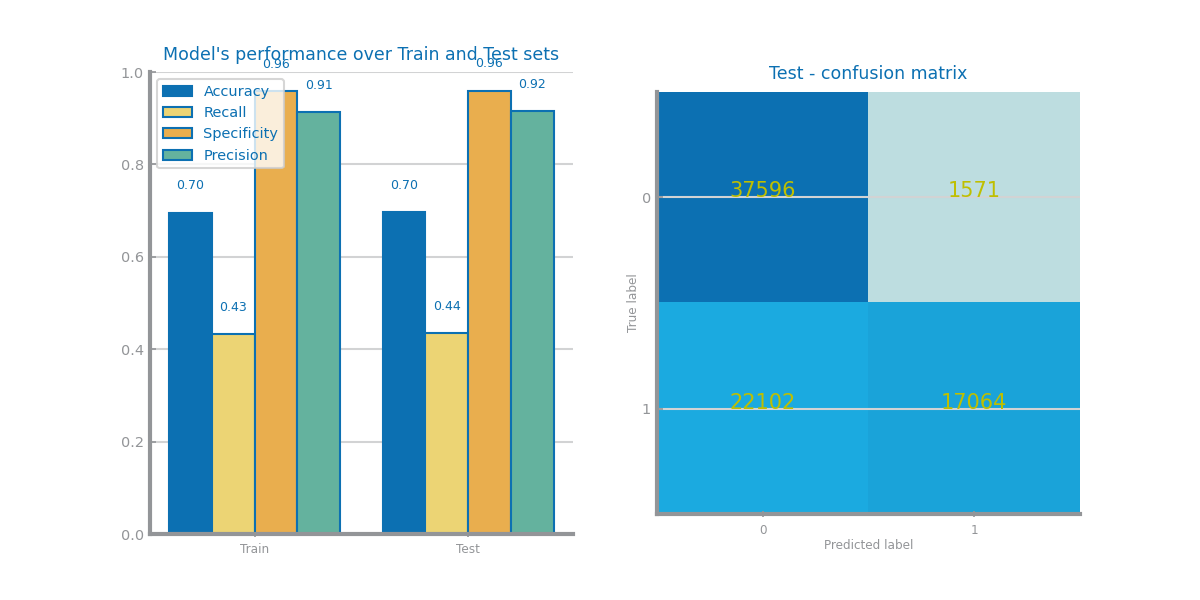 Model's performance over Train and Test sets
1.0
0.8
0.6
0.4
0.2
0.0
Accuracy
Recall
Specificity
Precision
0.70
0.43
0.96
0.91
0.70
0.44
0.96
0.92
Train
Test
Test - confusion matrix
True label
0
1
37596
1571
22102
17064
0
1
Predicted label